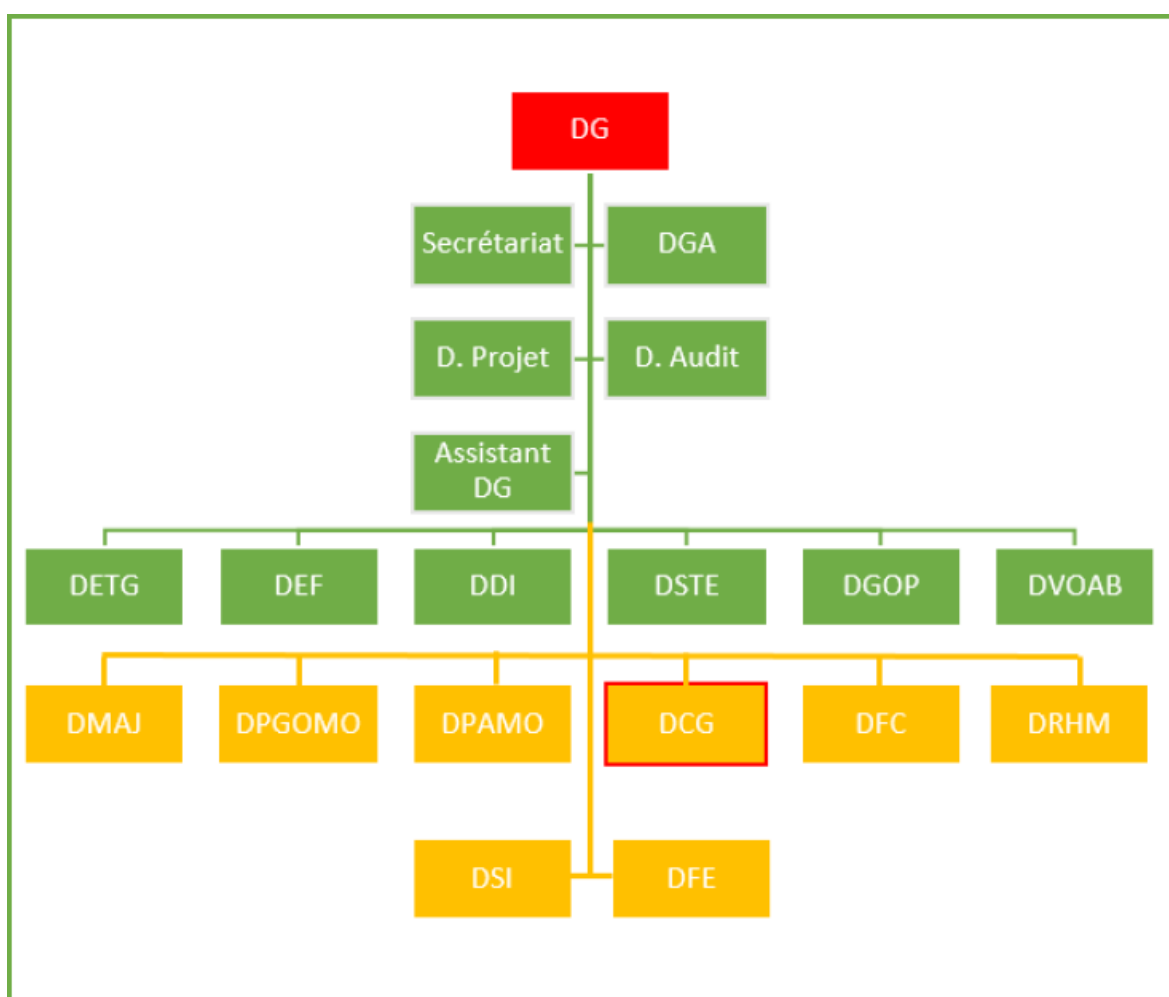 DG
Secrétariat
DGA
D. Projet
D. Audit
Assistant
DG
DETG
DEF
DDI
DSTE
DGOP
DVOAB
DMAJ
DPGOMO
DPAMO
DCG
DFC
DRHM
DSI
DFE